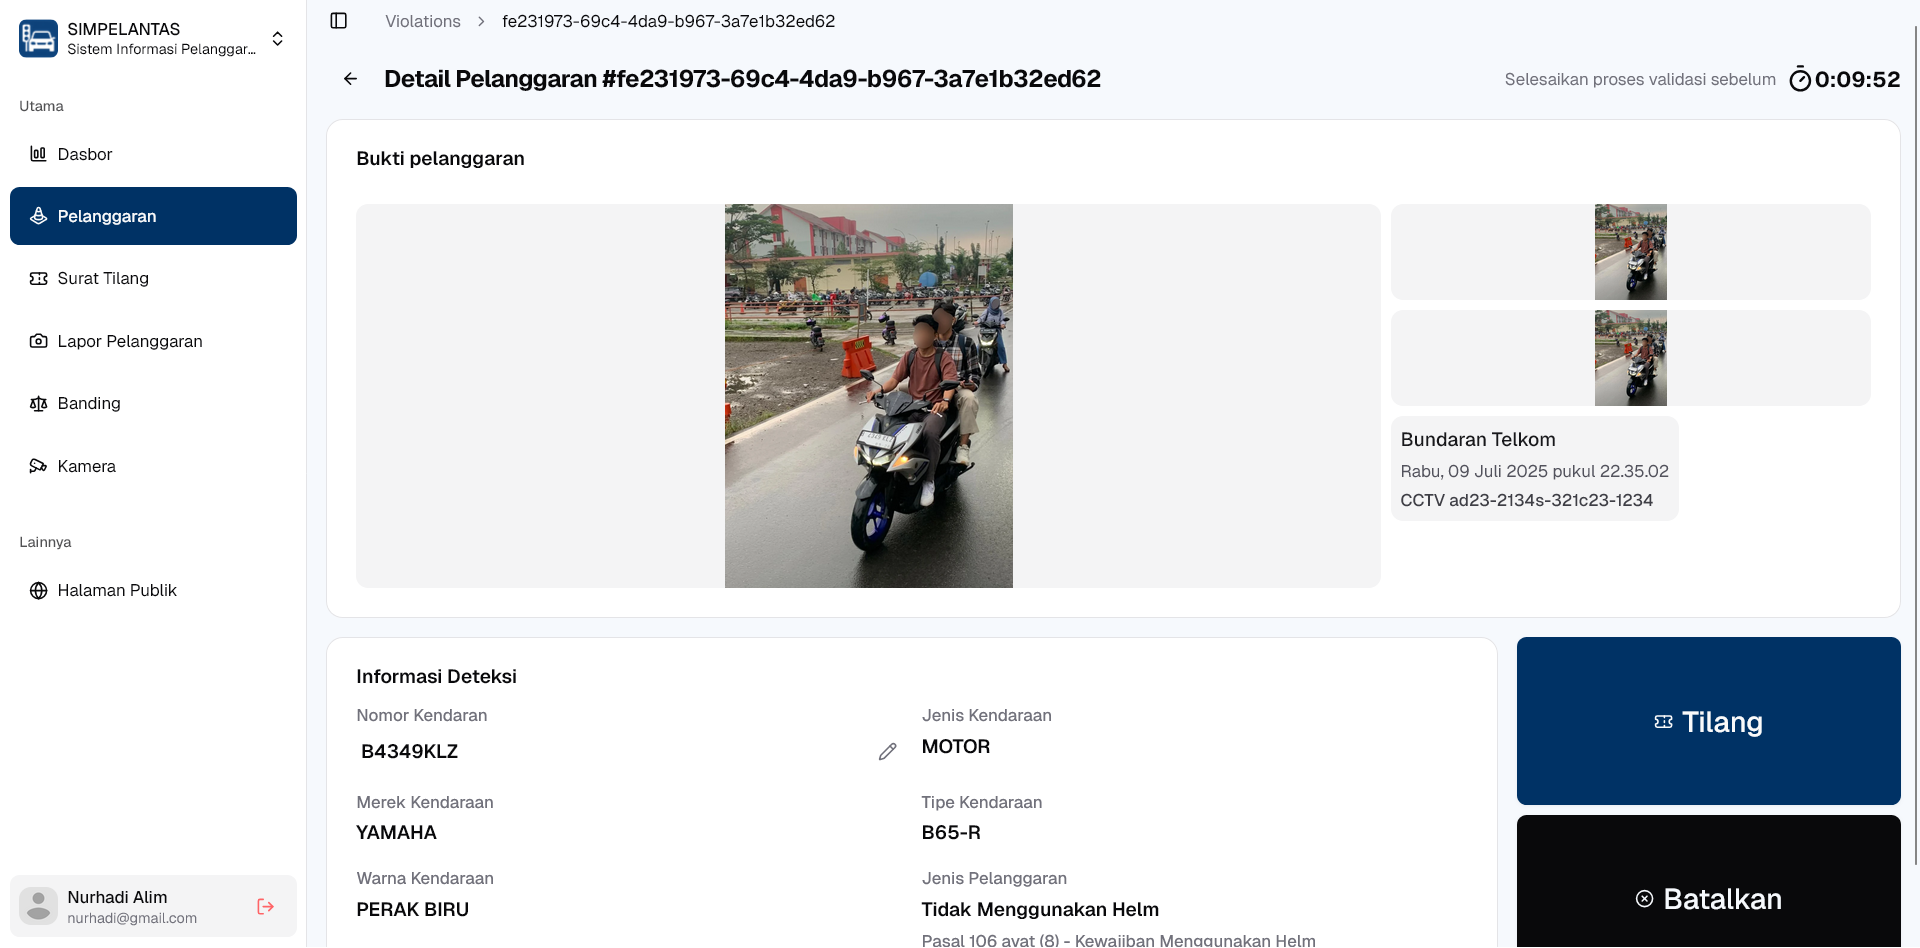 SIMPELANTAS
Sistem Informasi Pelanggar...
Utama
Dasbor
Pelanggaran
Surat Tilang
Lapor Pelanggaran
Banding
Kamera
Lainnya
Halaman Publik
Nurhadi Alim
nurhadi@gmail.com
Violations > fe231973-69c4-4da9-b967-3a7e1b32ed62
Detail Pelanggaran #fe231973-69c4-4da9-b967-3a7e1b32ed62
Selesaikan proses validasi sebelum 0:09:52
Bukti pelanggaran
Bundaran Telkom
Rabu, 09 Juli 2025 pukul 22.35.02
CCTV ad23-2134s-321c23-1234
Informasi Deteksi
Nomor Kendaran
B4349KLZ
Jenis Kendaraan
MOTOR
Merek Kendaraan
YAMAHA
Tipe Kendaraan
B65-R
Warna Kendaraan
PERAK BIRU
Jenis Pelanggaran
Tidak Menggunakan Helm
Pasal 106 ayat (8) - Kewajiban Menggunakan Helm
Tilang
Batalkan